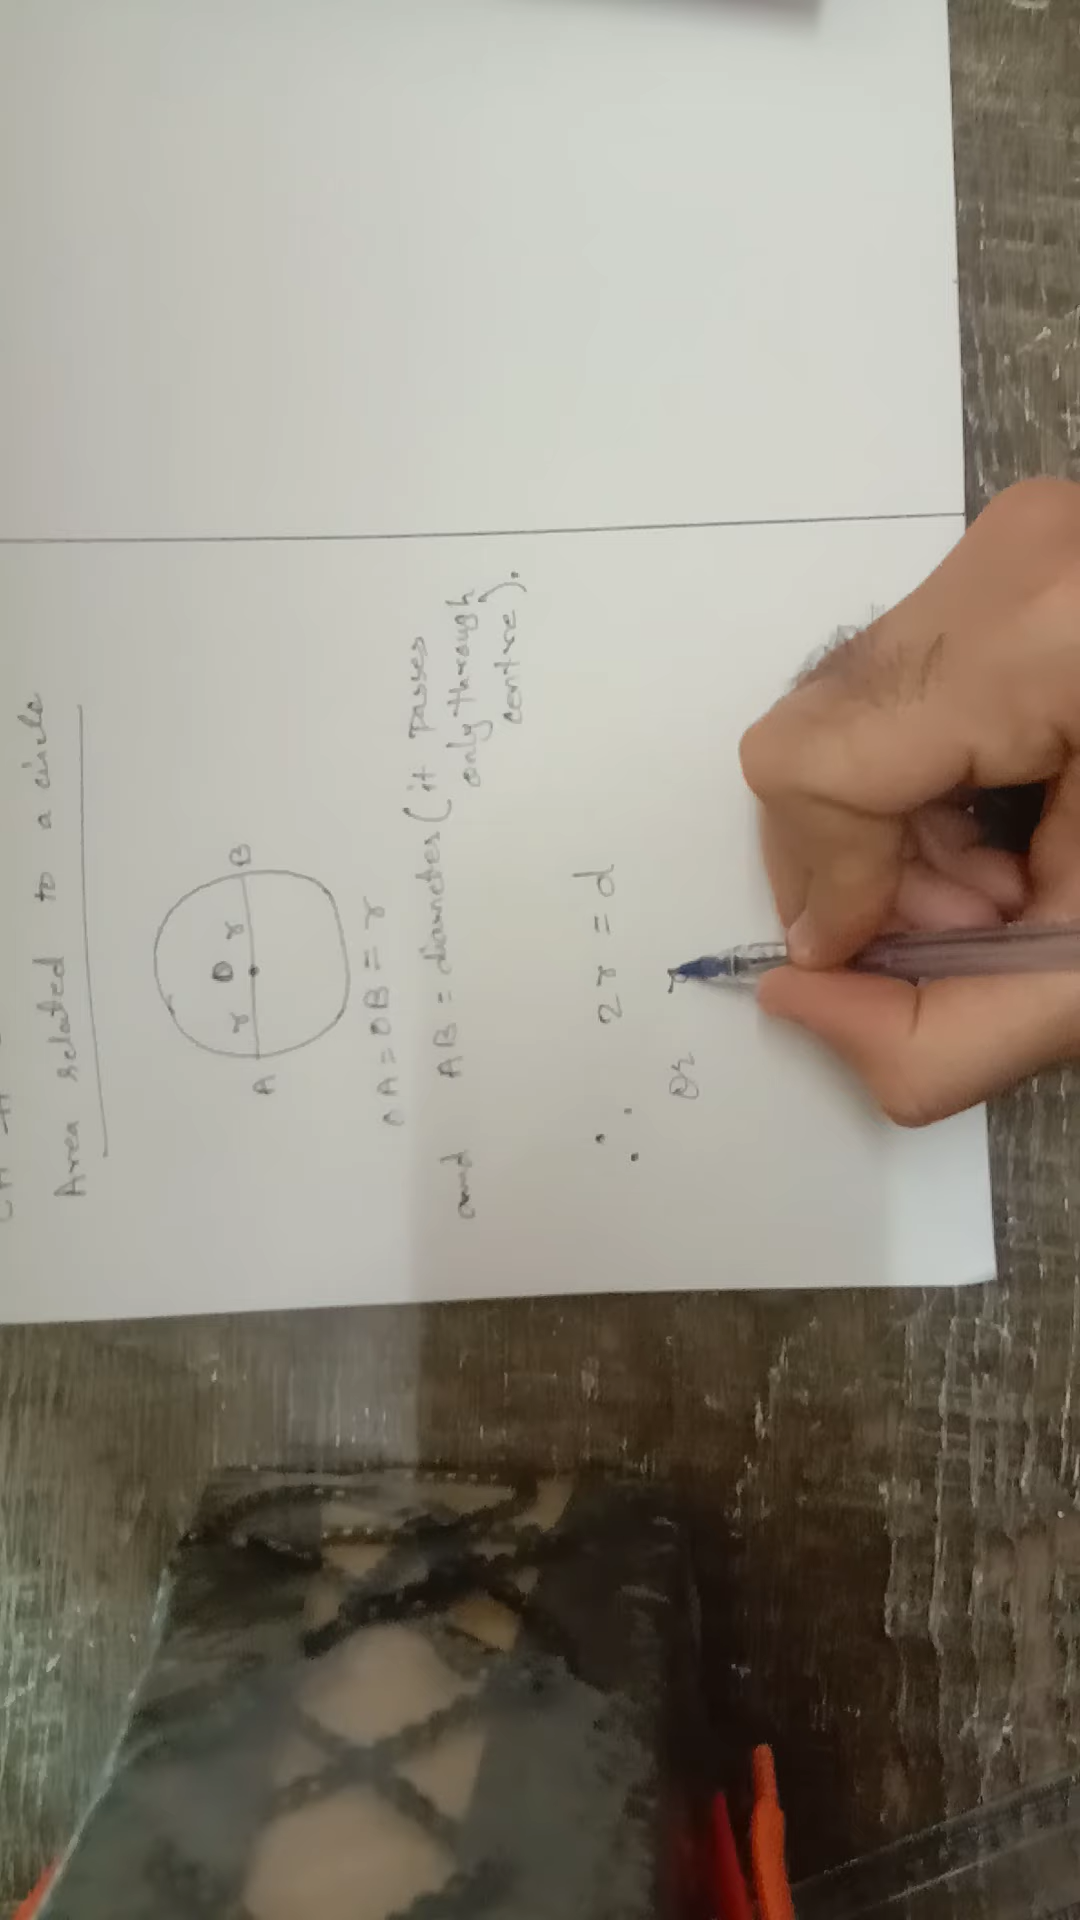 Area related to a circle
A r O r B
OA = OB = r
and AB = diameter (it passes
only through
centre).
∴ 2r = d
or r